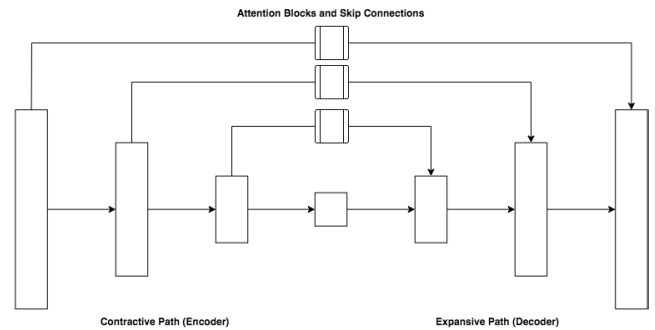 Attention Blocks and Skip Connections
Contractive Path (Encoder)
Expansive Path (Decoder)